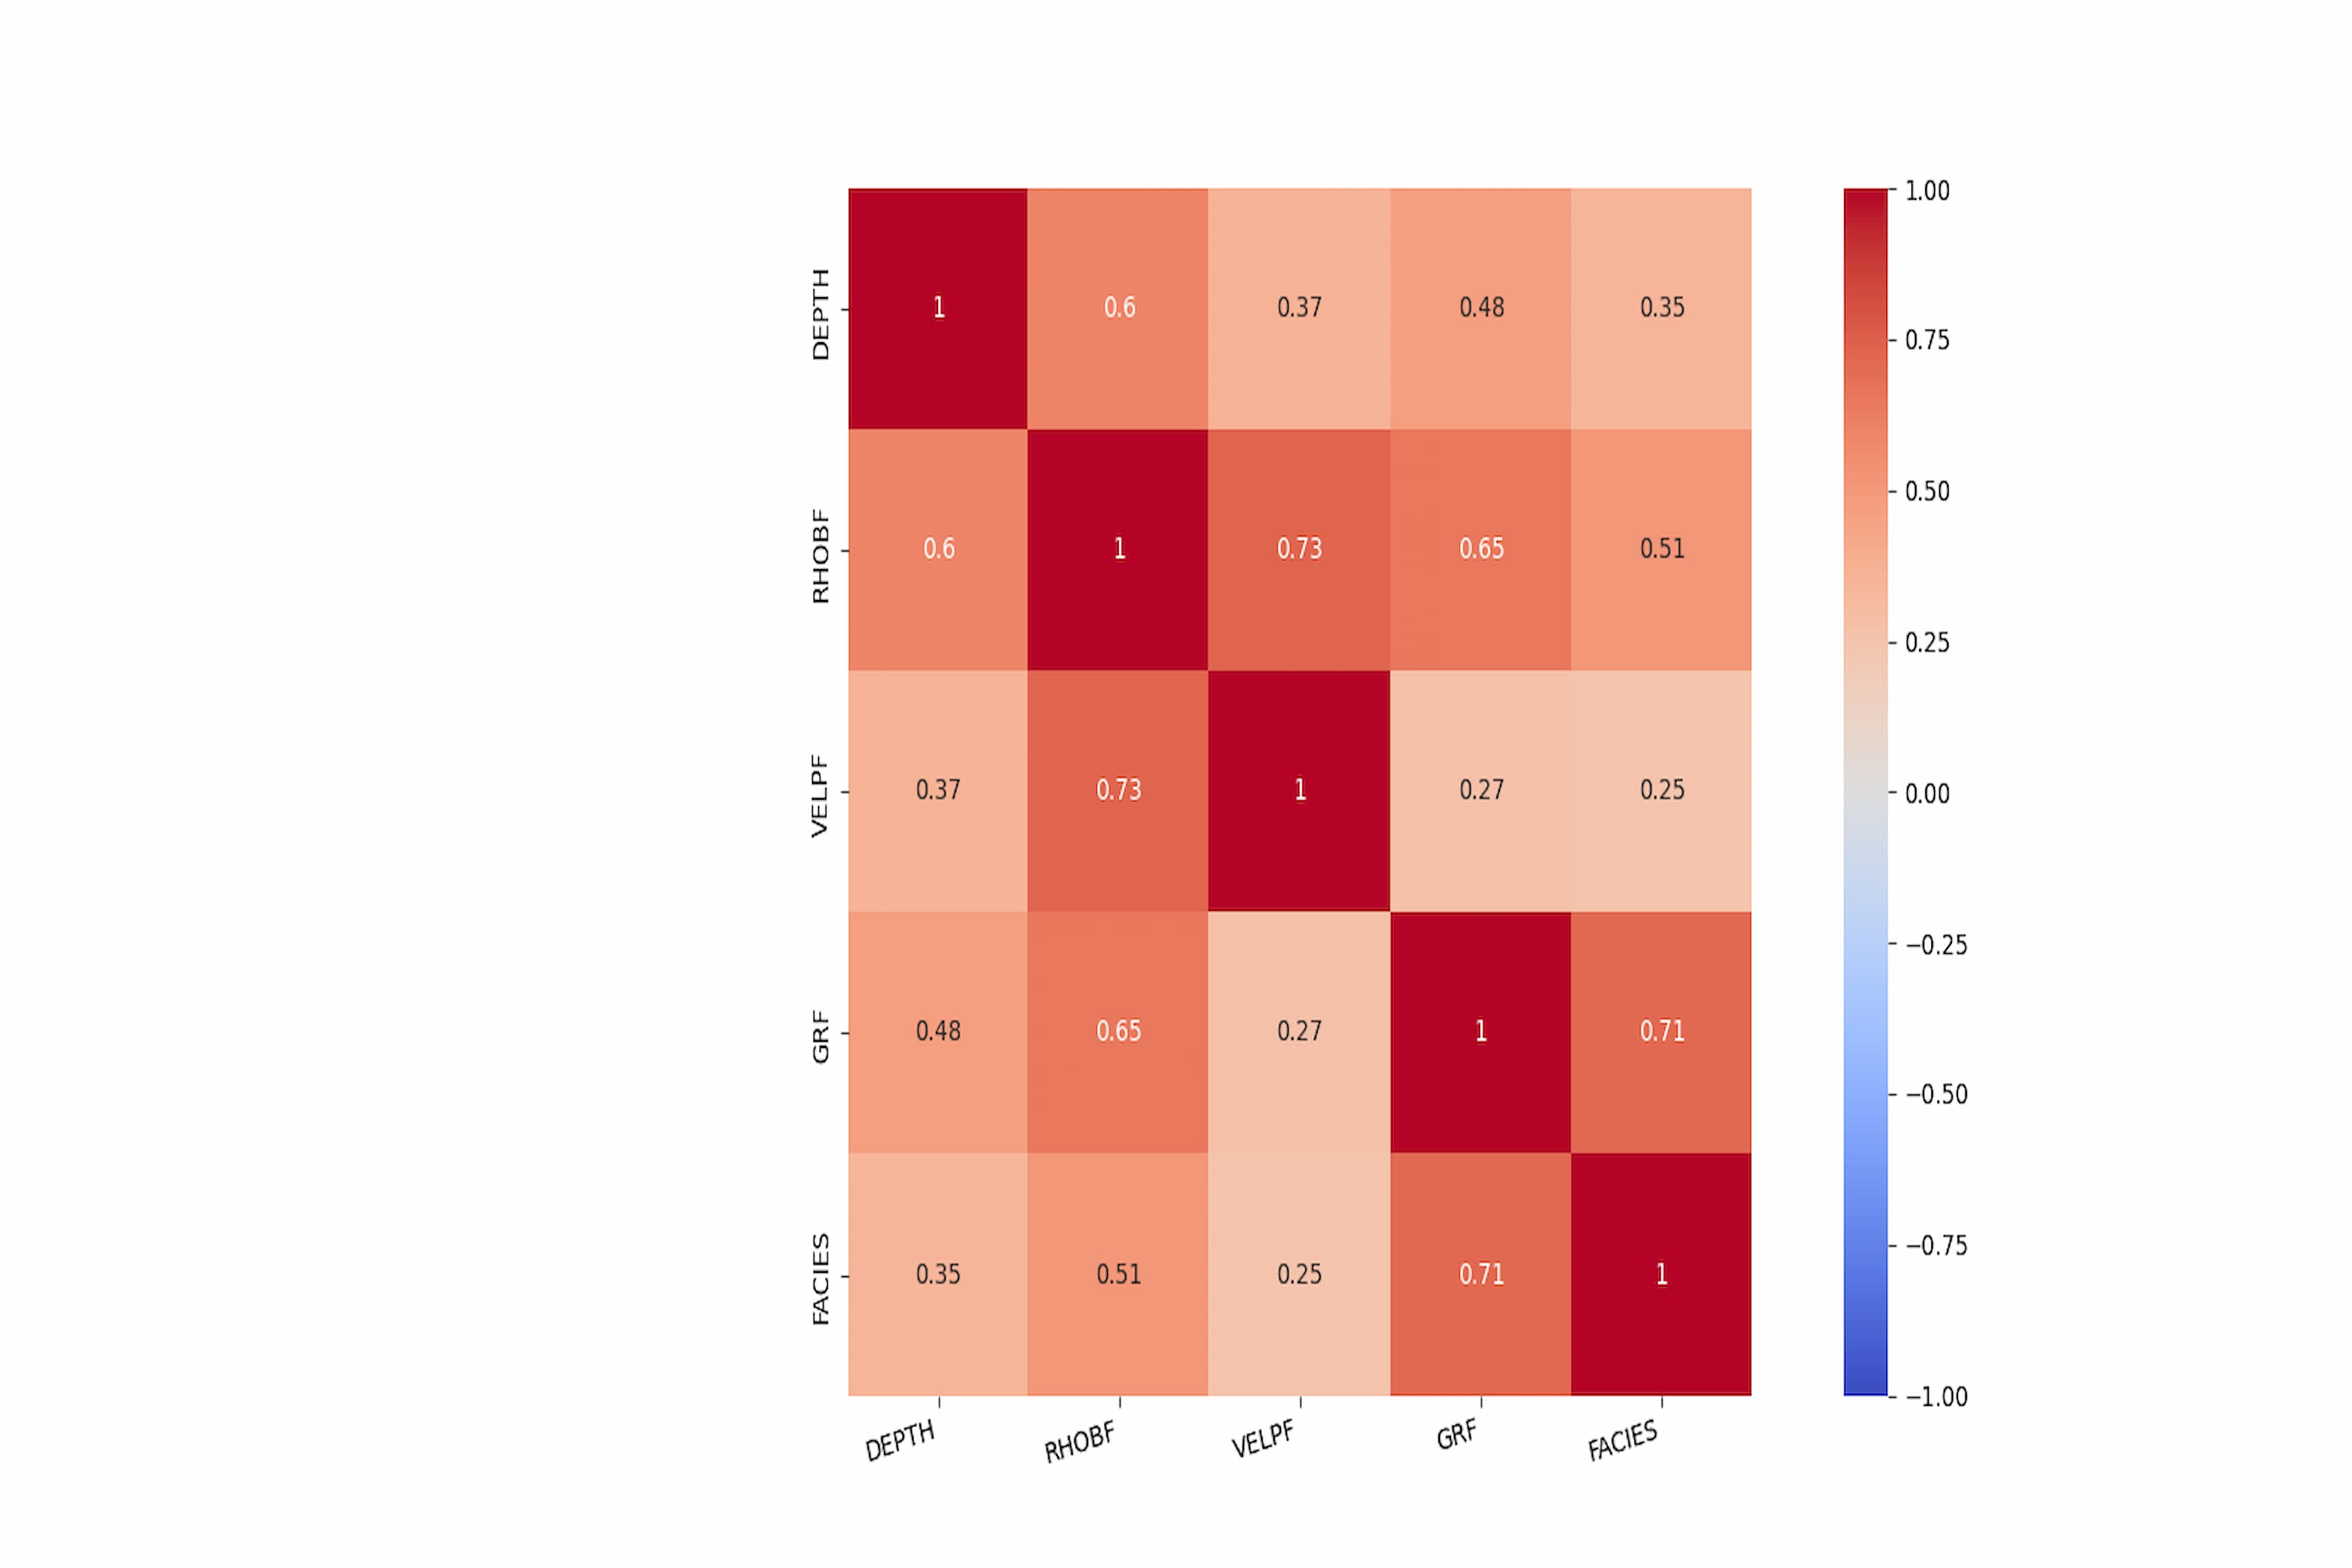 DEPTH 1 0.6 0.37 0.48 0.35
RHOBF 0.6 1 0.73 0.65 0.51
VELPF 0.37 0.73 1 0.27 0.25
GRF 0.48 0.65 0.27 1 0.71
FACIES 0.35 0.51 0.25 0.71 1
DEPTH RHOBF VELPF GRF FACIES
1.00
0.75
0.50
0.25
0.00
−0.25
−0.50
−0.75
−1.00